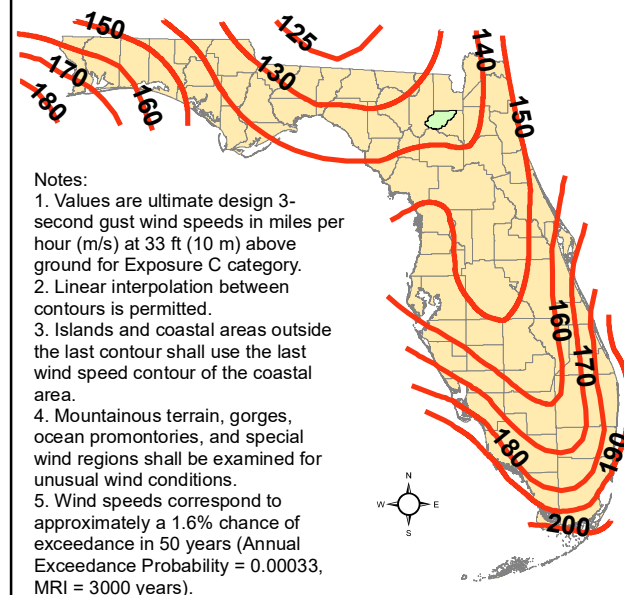 150
125
140
130
170
150
160
180
Notes:
1. Values are ultimate design 3-
second gust wind speeds in miles per
hour (m/s) at 33 ft (10 m) above
ground for Exposure C category.
2. Linear interpolation between
contours is permitted.
3. Islands and coastal areas outside
the last contour shall use the last
wind speed contour of the coastal
area.
4. Mountainous terrain, gorges,
ocean promontories, and special
wind regions shall be examined for
unusual wind conditions.
5. Wind speeds correspond to
approximately a 1.6% chance of
exceedance in 50 years (Annual
Exceedance Probability = 0.00033,
MRI = 3000 years).
160
170
180
190
200
N
W E
S